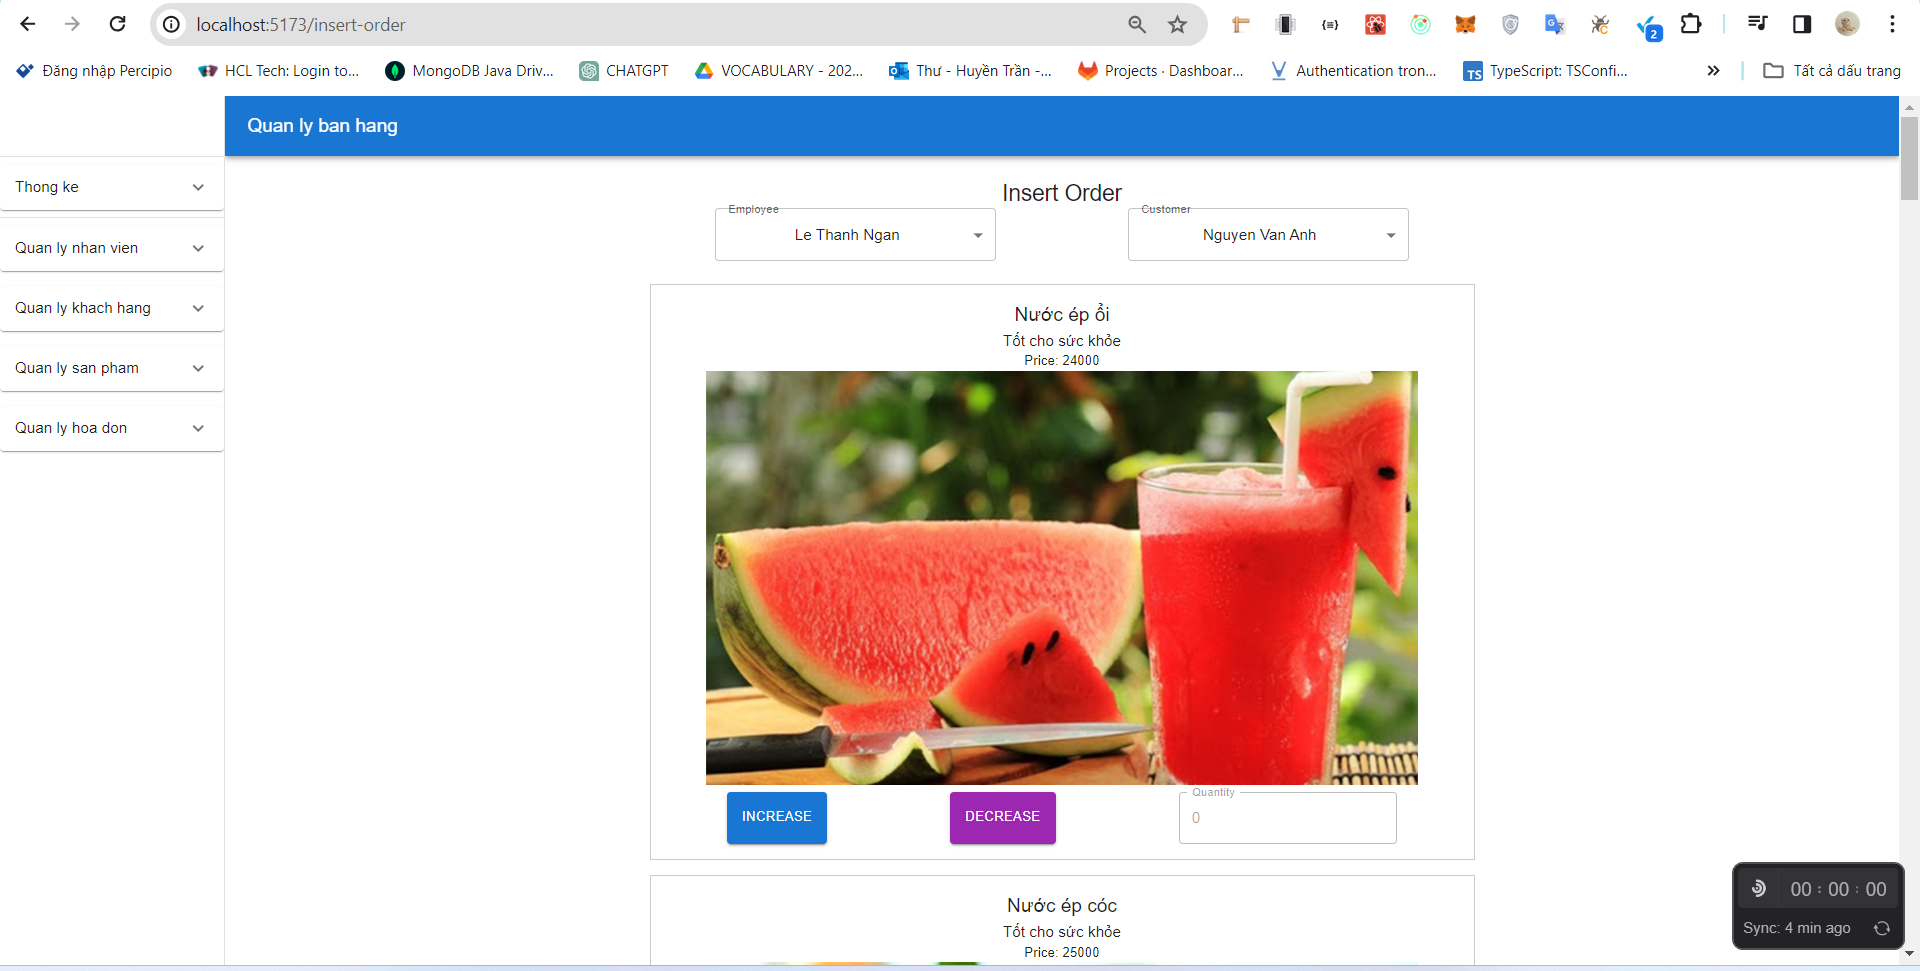 localhost:5173/insert-order
2
Đăng nhập Percipio
HCL Tech: Login to...
MongoDB Java Driv...
CHATGPT
VOCABULARY - 202...
Thư - Huyền Trần -...
Projects · Dashboar...
Authentication tron...
TS
TypeScript: TSConfi...
Tất cả dấu trang
Quan ly ban hang
Thong ke
Quan ly nhan vien
Quan ly khach hang
Quan ly san pham
Quan ly hoa don
Insert Order
Employee
Le Thanh Ngan
Customer
Nguyen Van Anh
Nước ép ổi
Tốt cho sức khỏe
Price: 24000
INCREASE
DECREASE
Quantity
0
Nước ép cóc
Tốt cho sức khỏe
Price: 25000
00 : 00 : 00
Sync: 4 min ago